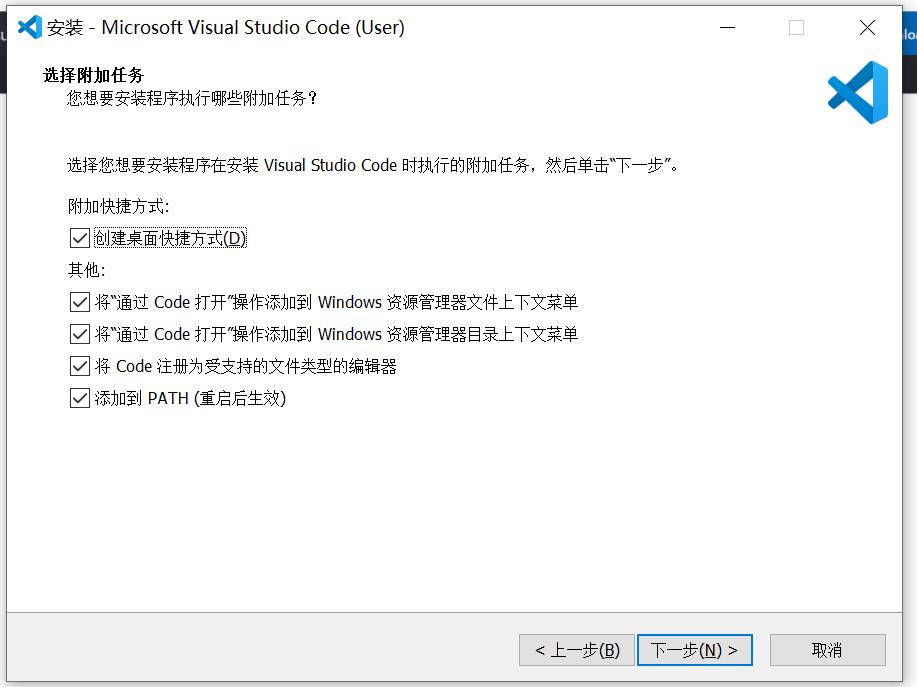 安装 - Microsoft Visual Studio Code (User)
选择附加任务
您想要安装程序执行哪些附加任务？
选择您想要安装程序在安装 Visual Studio Code 时执行的附加任务，然后单击“下一步”。
附加快捷方式:
创建桌面快捷方式(D)
其他:
将“通过 Code 打开”操作添加到 Windows 资源管理器文件上下文菜单
将“通过 Code 打开”操作添加到 Windows 资源管理器目录上下文菜单
将 Code 注册为受支持的文件类型的编辑器
添加到 PATH (重启后生效)
< 上一步(B) 下一步(N) > 取消